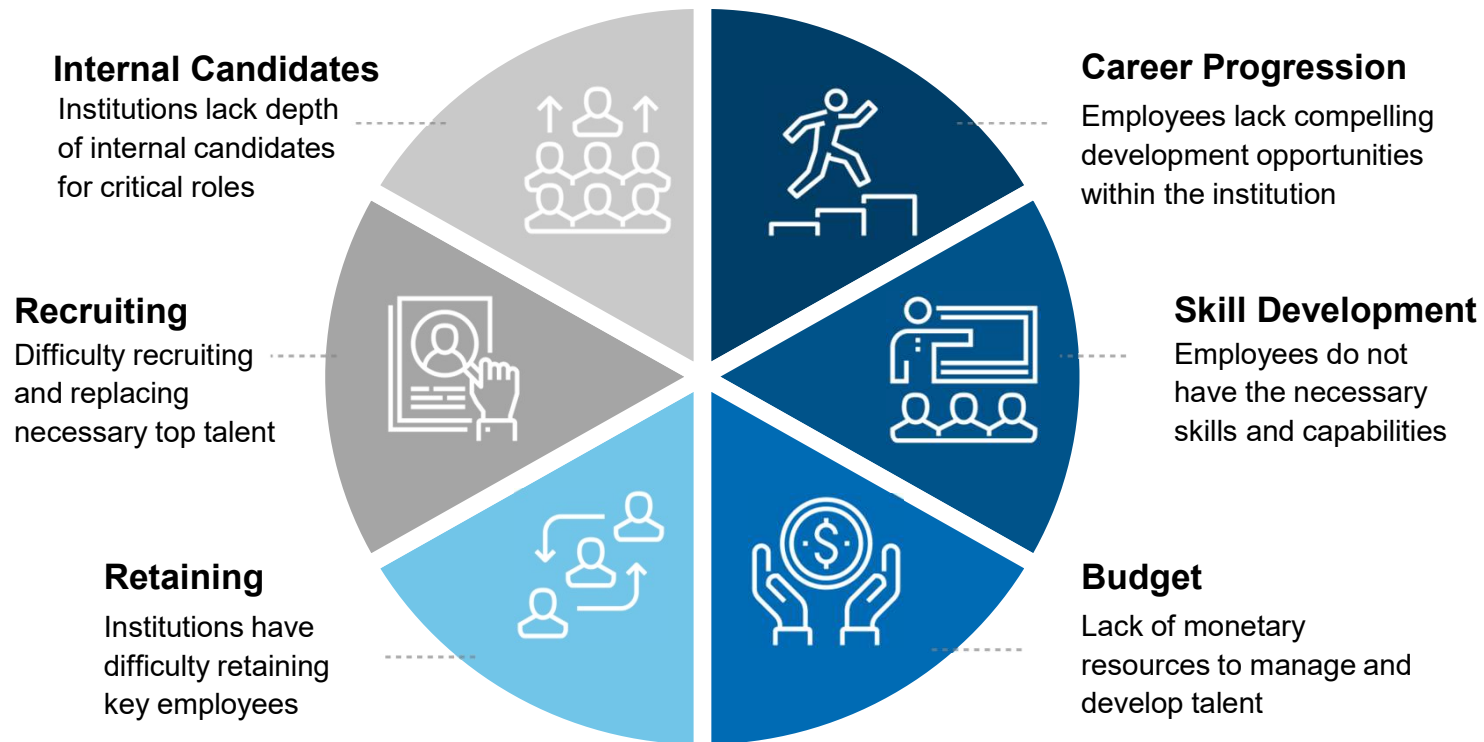 Internal Candidates
Institutions lack depth
of internal candidates
for critical roles
Career Progression
Employees lack compelling
development opportunities
within the institution
Recruiting
Difficulty recruiting
and replacing
necessary top talent
Skill Development
Employees do not
have the necessary
skills and capabilities
Retaining
Institutions have
difficulty retaining
key employees
$
Budget
Lack of monetary
resources to manage and
develop talent